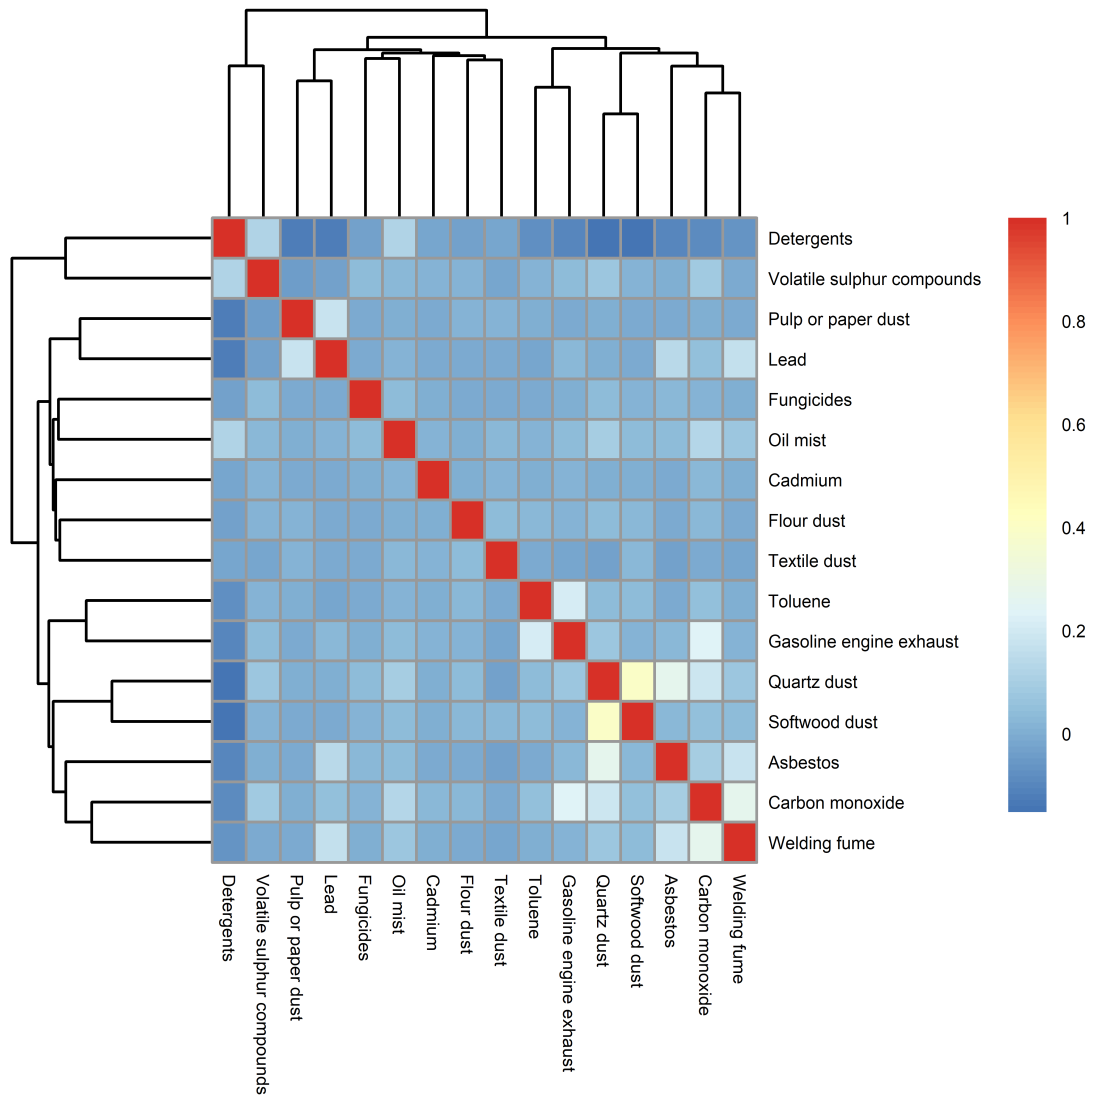 Detergents
Volatile sulphur compounds
Pulp or paper dust
Lead
Fungicides
Oil mist
Cadmium
Flour dust
Textile dust
Toluene
Gasoline engine exhaust
Quartz dust
Softwood dust
Asbestos
Carbon monoxide
Welding fume
1
0.8
0.6
0.4
0.2
0
Detergents
Volatile sulphur compounds
Pulp or paper dust
Lead
Fungicides
Oil mist
Cadmium
Flour dust
Textile dust
Toluene
Gasoline engine exhaust
Quartz dust
Softwood dust
Asbestos
Carbon monoxide
Welding fume